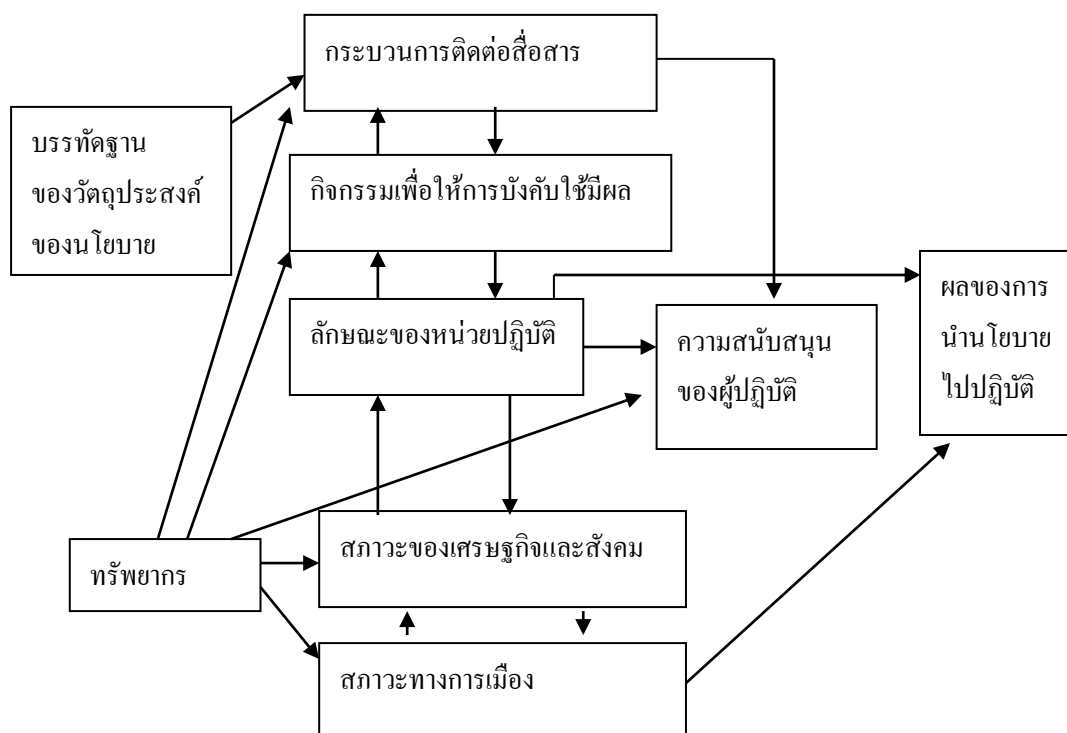 กระบวนการติดต่อสื่อสาร
บรรทัดฐาน
ของวัตถุประสงค์
ของนโยบาย
กิจกรรมเพื่อให้การบังคับใช้มีผล
ลักษณะของหน่วยปฏิบัติ
ความสนับสนุน
ของผู้ปฏิบัติ
ผลของการ
นำนโยบาย
ไปปฏิบัติ
ทรัพยากร
สภาวะของเศรษฐกิจและสังคม
สภาวะทางการเมือง